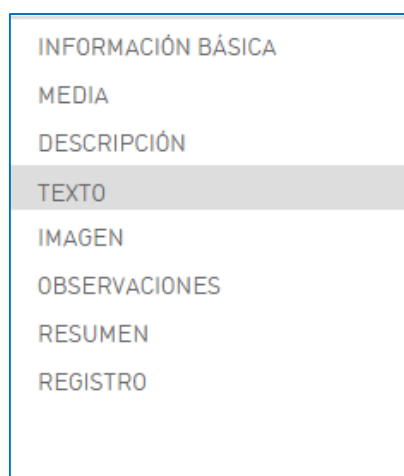 INFORMACIÓN BÁSICA
MEDIA
DESCRIPCIÓN
TEXTO
IMAGEN
OBSERVACIONES
RESUMEN
REGISTRO